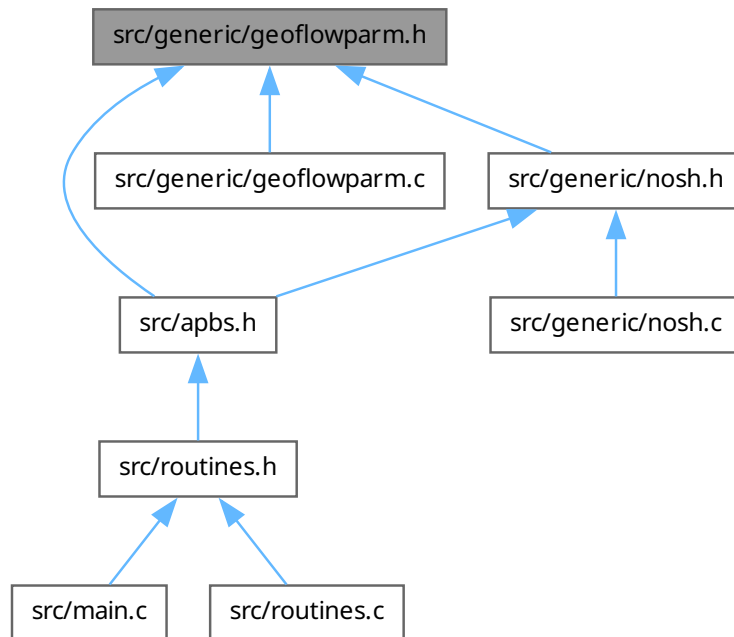 src/generic/geoflowparm.h
src/generic/geoflowparm.c
src/generic/nosh.h
src/apbs.h
src/generic/nosh.c
src/routines.h
src/main.c
src/routines.c